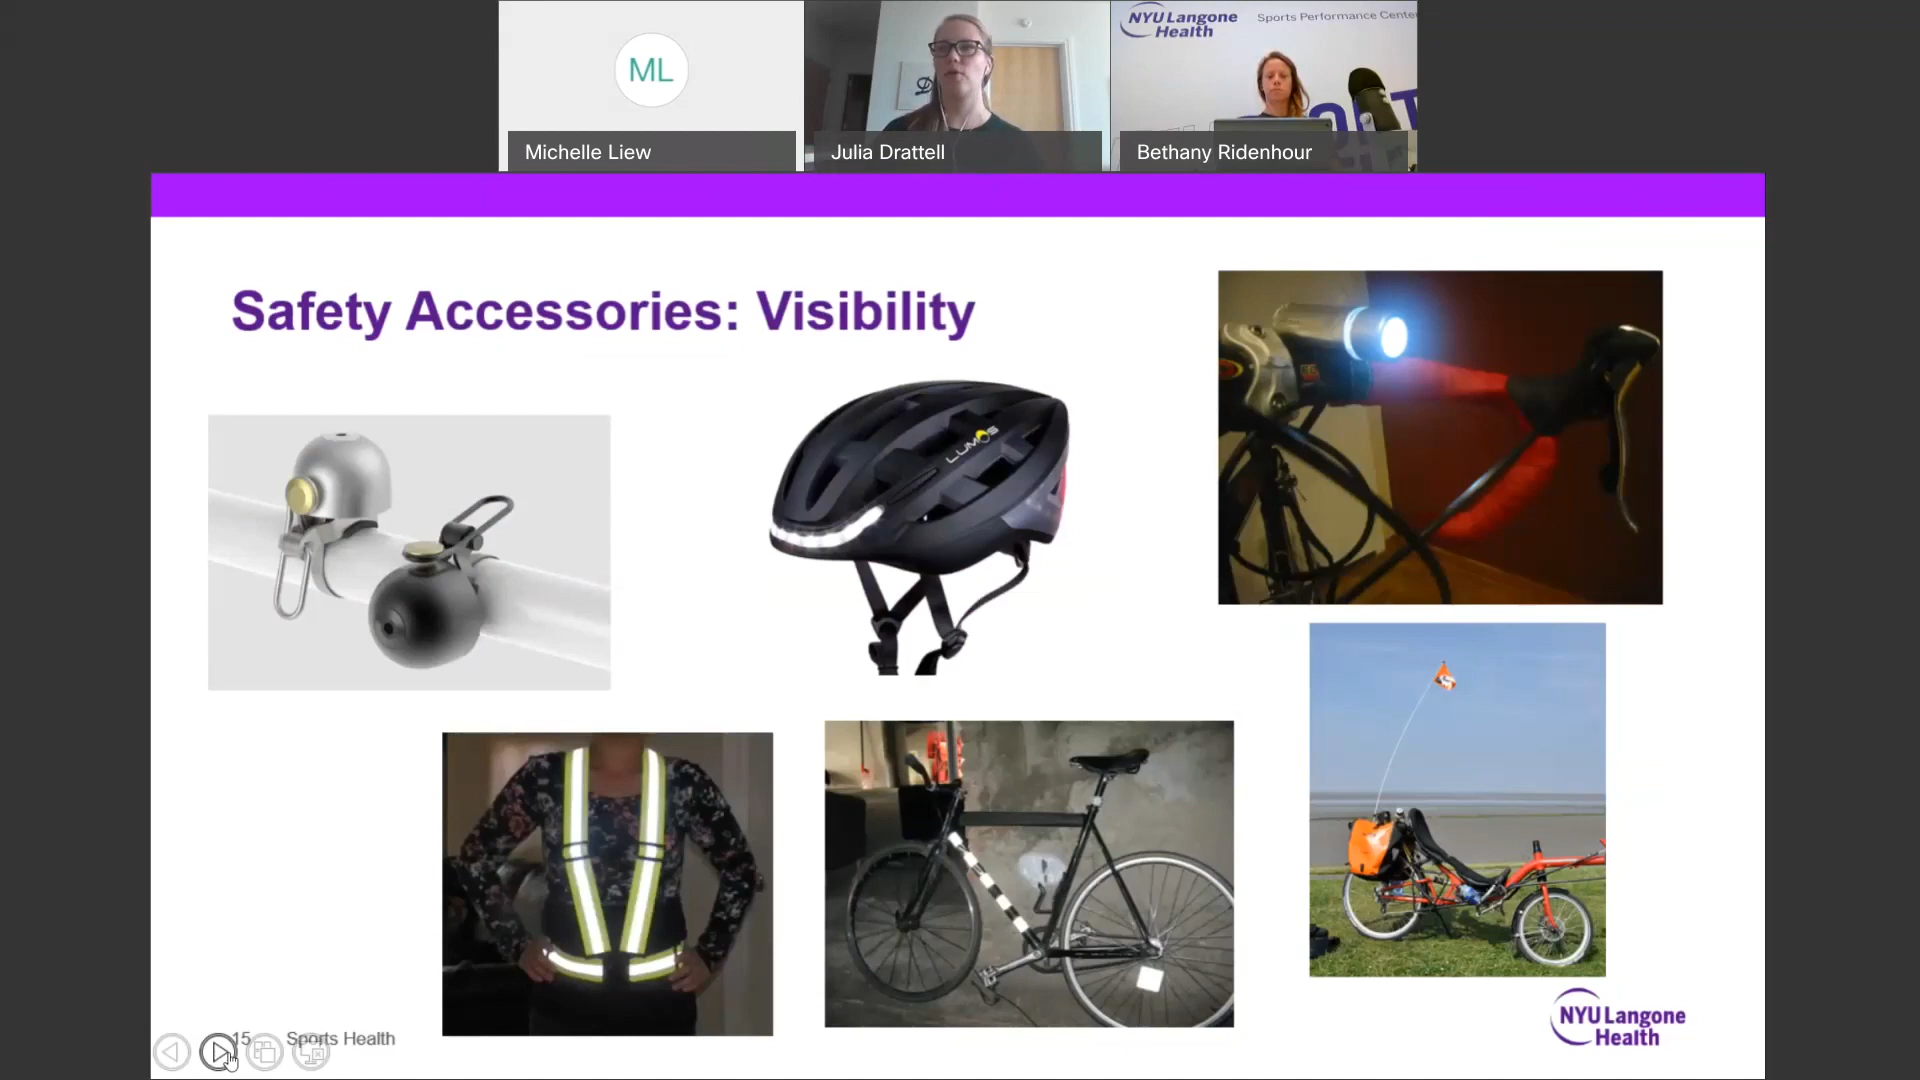 ML
Michelle Liew
Julia Drattell
NYU Langone
Health
Sports Performance Center
Bethany Ridenhour
Safety Accessories: Visibility
LUMOS
15
Sports Health
NYU Langone
Health